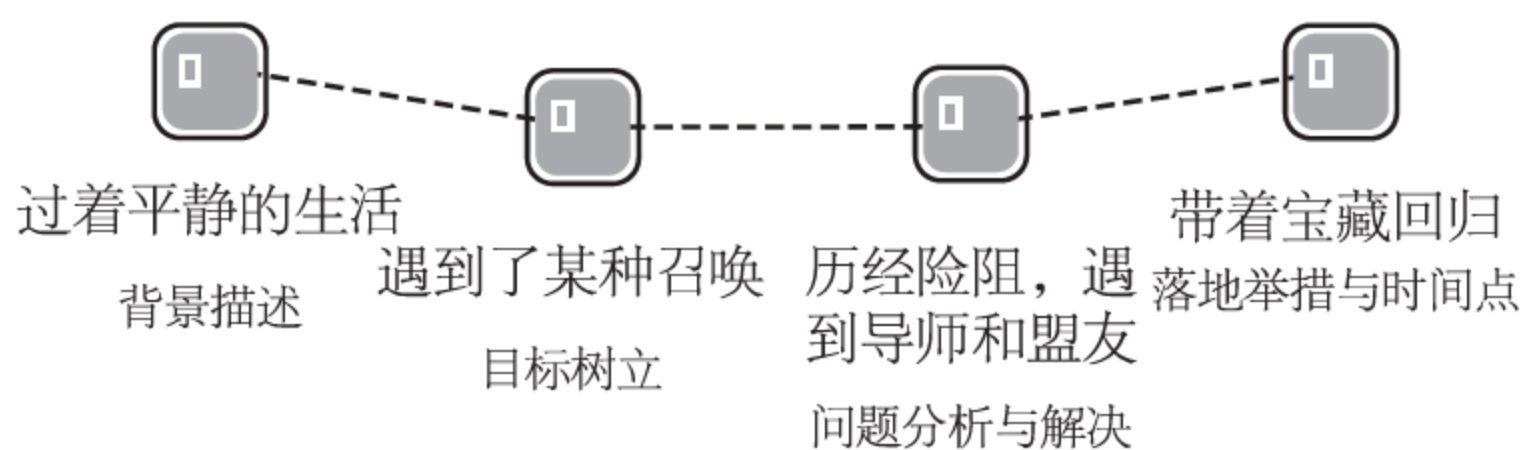 过着平静的生活
背景描述
遇到了某种召唤
目标树立
历经险阻，遇
到导师和盟友
问题分析与解决
带着宝藏回归
落地举措与时间点